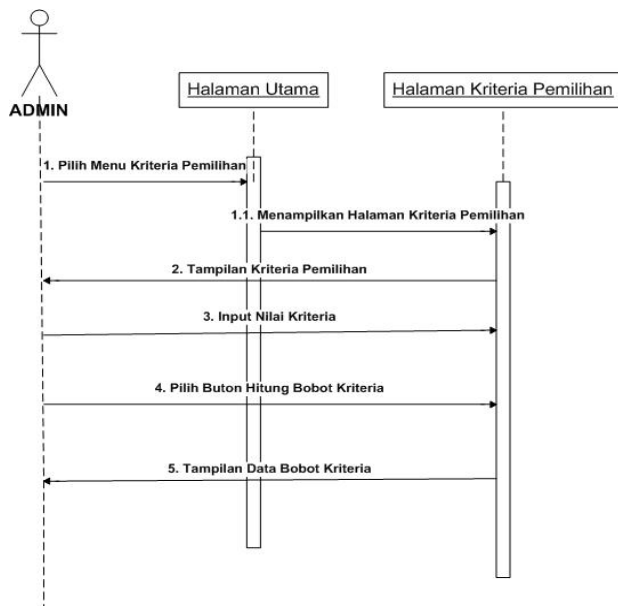 ADMIN
Halaman Utama
Halaman Kriteria Pemilihan
1. Pilih Menu Kriteria Pemilihan
1.1. Menampilkan Halaman Kriteria Pemilihan
2. Tampilan Kriteria Pemilihan
3. Input Nilai Kriteria
4. Pilih Buton Hitung Bobot Kriteria
5. Tampilan Data Bobot Kriteria